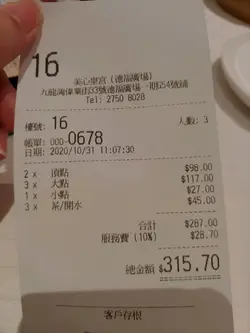 16
美心皇宮 (德福廣場)
九龍灣偉業街33號德福廣場一期G54號舖
Tel: 2750 8028
檯號: 16 人數: 3
帳單: 000-0678
日期: 2020/10/31 11:07:30
2 x 頂點 $98.00
3 x 大點 $117.00
1 x 小點 $27.00
3 x 茶/開水 $45.00
合計 $287.00
服務費 (10%) $28.70
總金額 $315.70
客戶存根